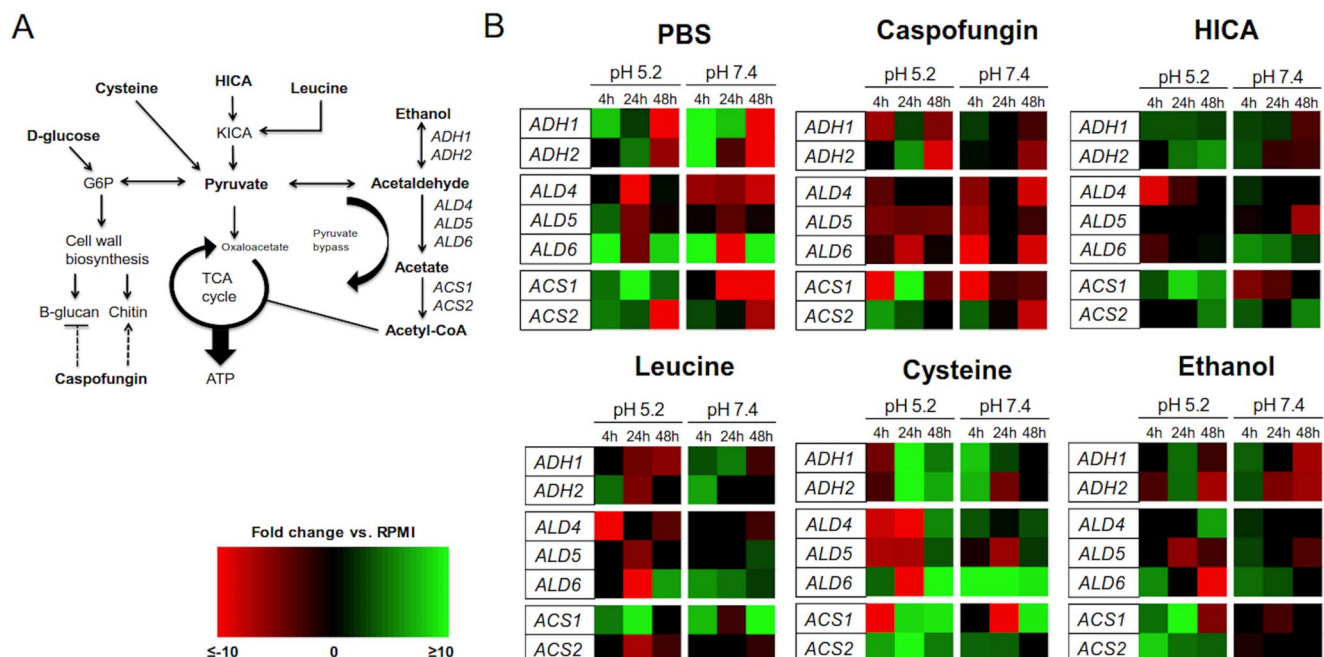 A
HICA
Cysteine
Leucine
KICA
Ethanol
ADH1
ADH2
D-glucose
G6P
Pyruvate
Acetaldehyde
ALD4
ALD5
ALD6
Cell wall
biosynthesis
Oxaloacetate
Pyruvate
bypass
TCA
cycle
Acetate
ACS1
ACS2
B-glucan
Chitin
Acetyl-CoA
Caspofungin
ATP
Fold change vs. RPMI
≤-10 0 ≥10
B
PBS
pH 5.2 pH 7.4
4h 24h 48h 4h 24h 48h
ADH1
ADH2
ALD4
ALD5
ALD6
ACS1
ACS2
Caspofungin
pH 5.2 pH 7.4
4h 24h 48h 4h 24h 48h
ADH1
ADH2
ALD4
ALD5
ALD6
ACS1
ACS2
HICA
pH 5.2 pH 7.4
4h 24h 48h 4h 24h 48h
ADH1
ADH2
ALD4
ALD5
ALD6
ACS1
ACS2
Leucine
pH 5.2 pH 7.4
4h 24h 48h 4h 24h 48h
ADH1
ADH2
ALD4
ALD5
ALD6
ACS1
ACS2
Cysteine
pH 5.2 pH 7.4
4h 24h 48h 4h 24h 48h
ADH1
ADH2
ALD4
ALD5
ALD6
ACS1
ACS2
Ethanol
pH 5.2 pH 7.4
4h 24h 48h 4h 24h 48h
ADH1
ADH2
ALD4
ALD5
ALD6
ACS1
ACS2